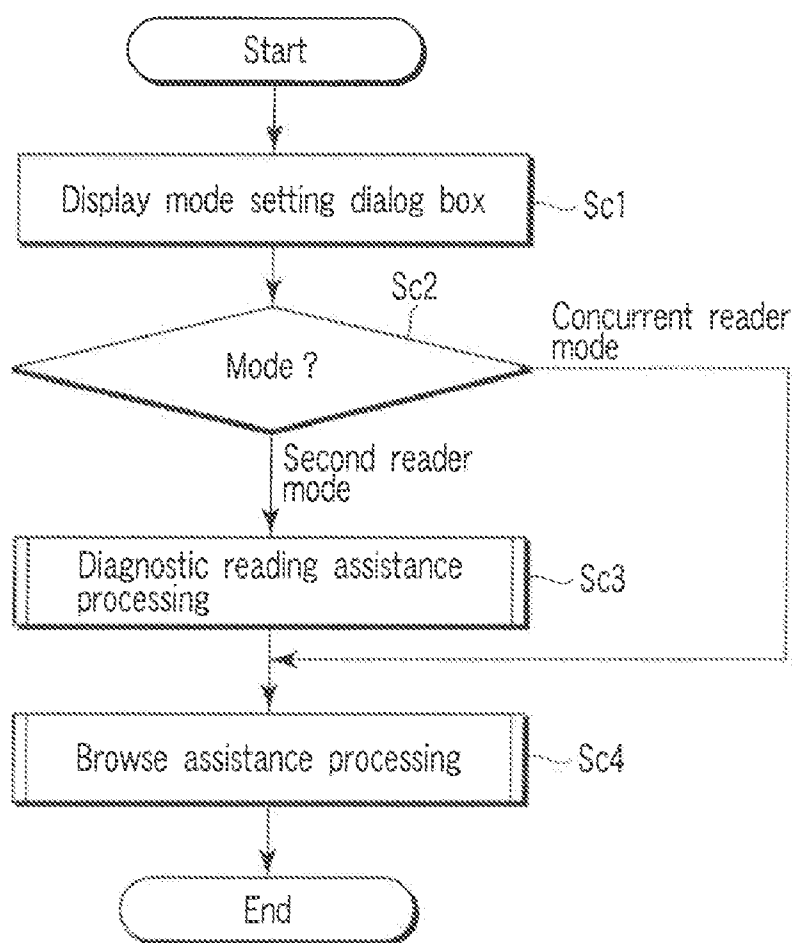 Start
Display mode setting dialog box
Sc1
Sc2
Mode ?
Concurrent reader
mode
Second reader
mode
Diagnostic reading assistance
processing
Sc3
Browse assistance processing
Sc4
End